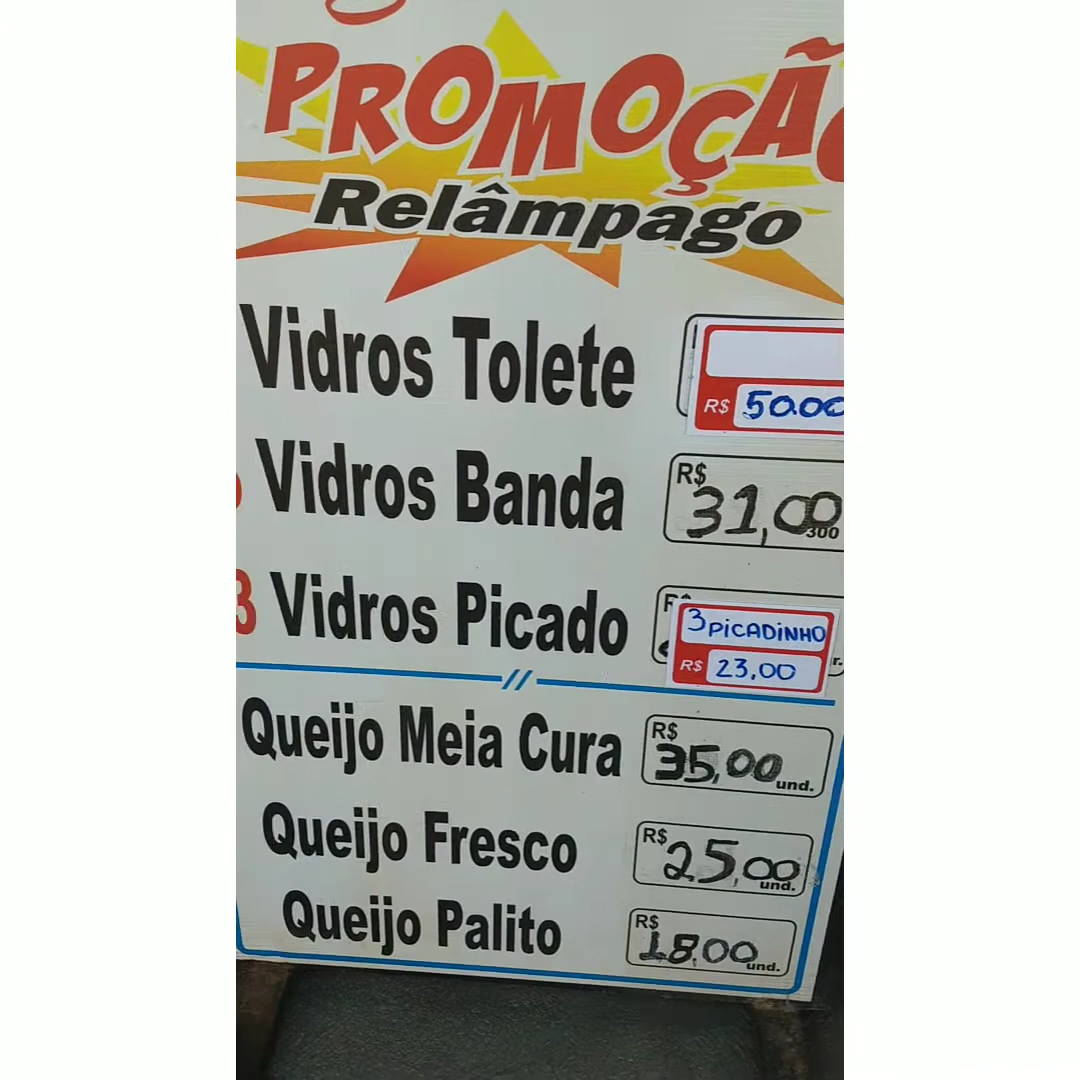 PROMOÇÃO
Relâmpago
Vidros Tolete
R$ 50.00
Vidros Banda
R$ 31,00
300
3 Vidros Picado
3 PICADINHO
R$ 23,00
Queijo Meia Cura
R$ 35,00 und.
Queijo Fresco
R$ 25,00 und.
Queijo Palito
R$ 18,00 und.